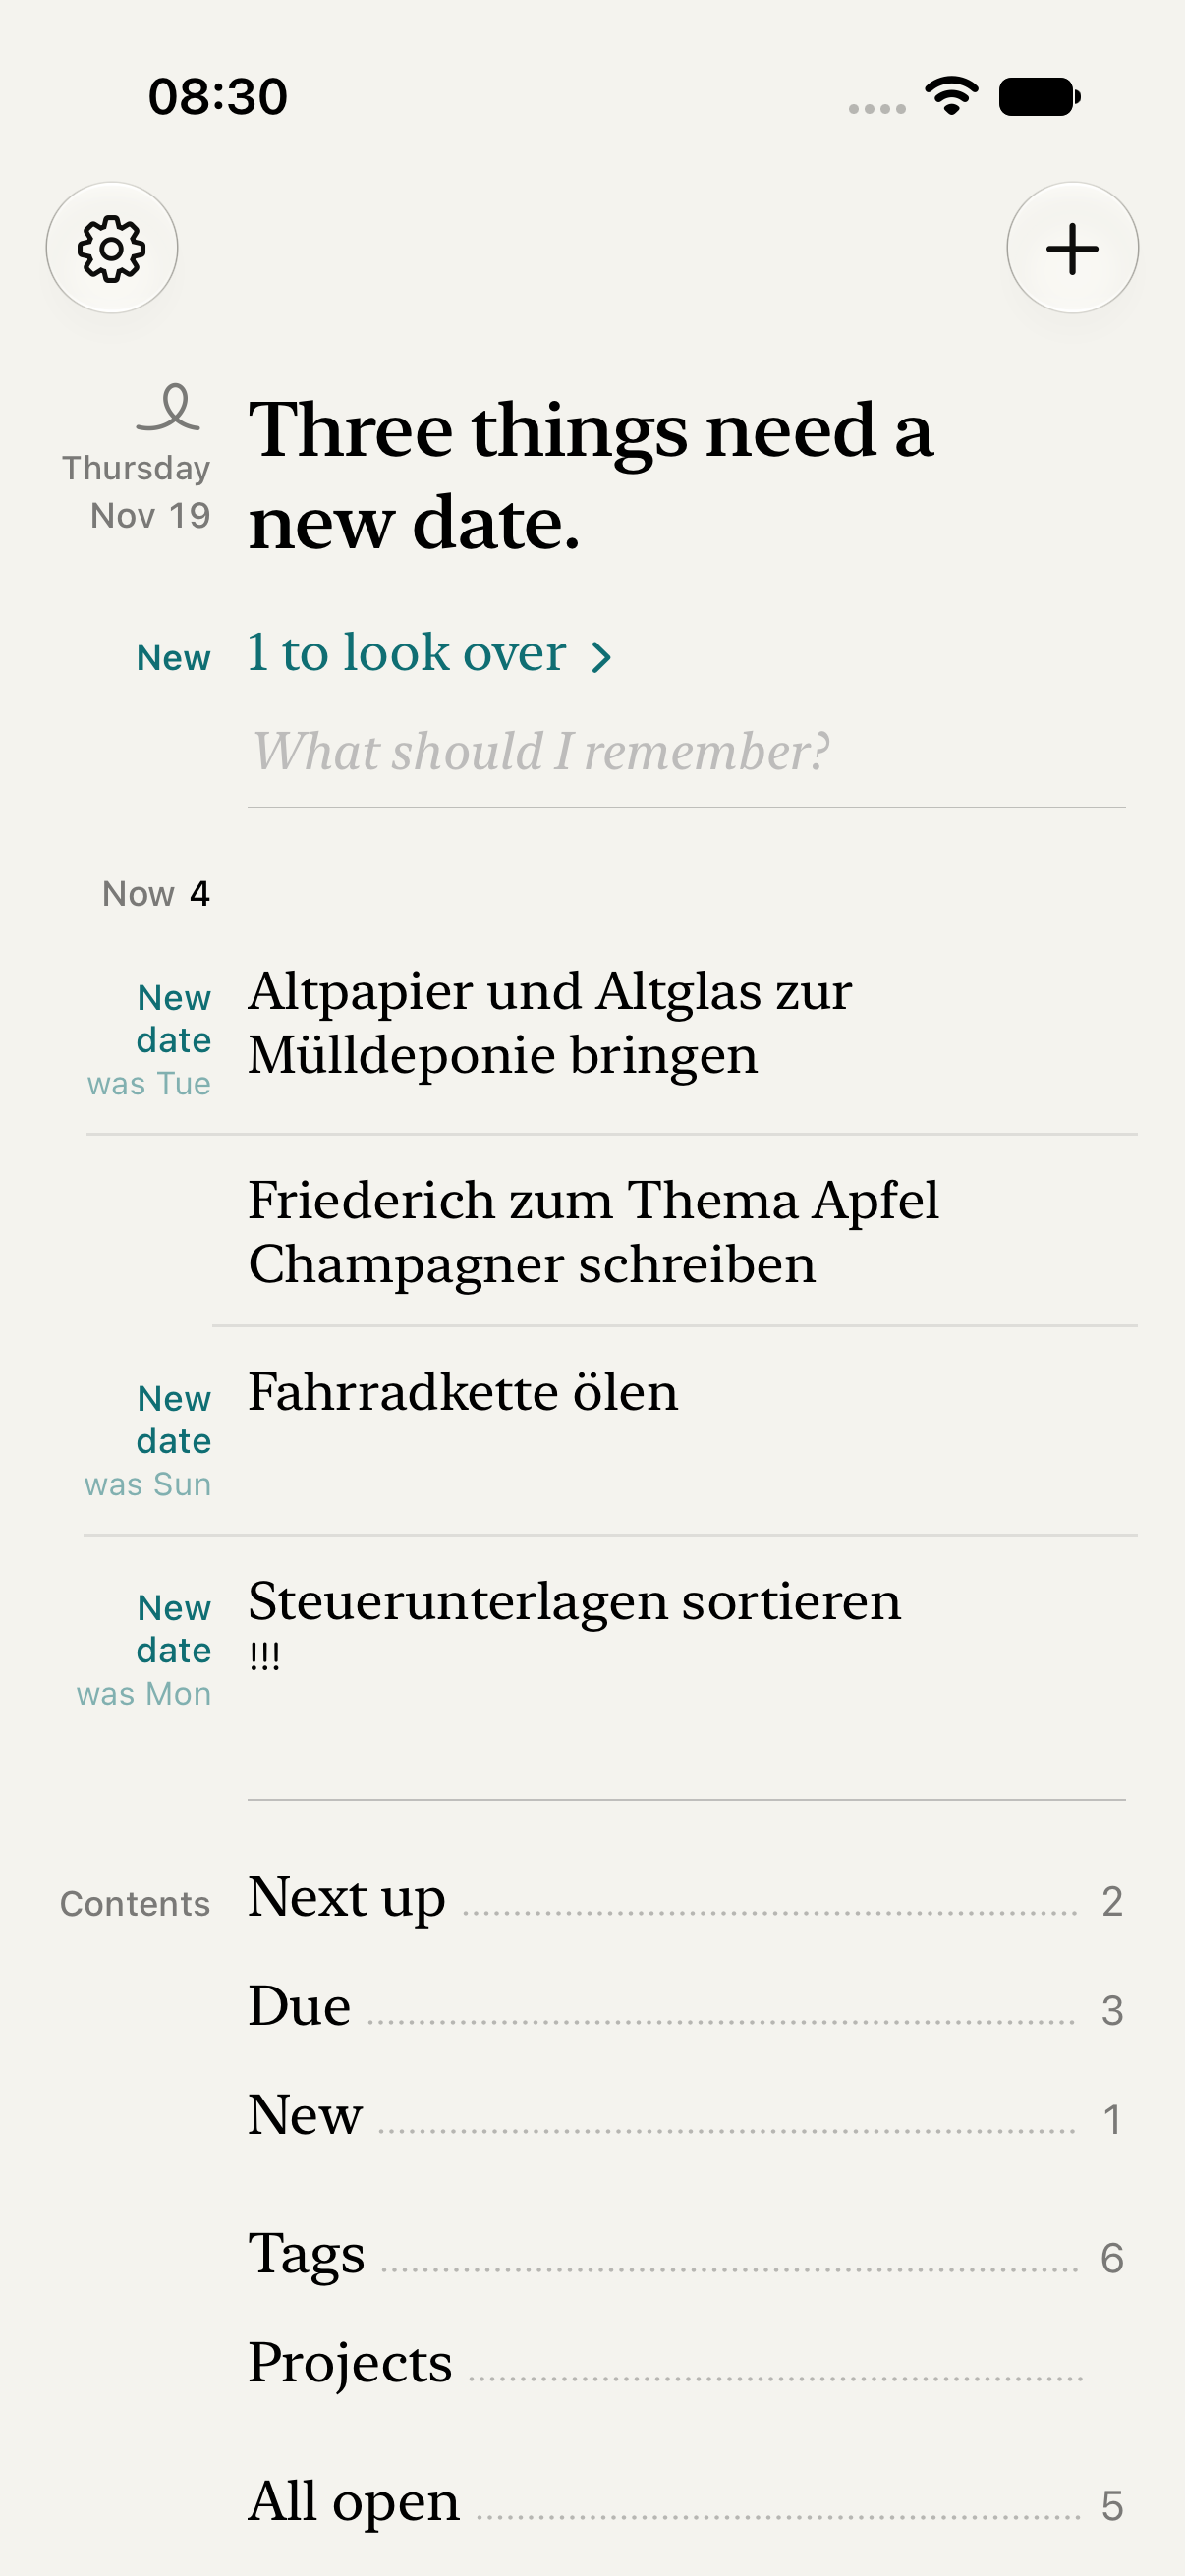 08:30
Thursday
Nov 19
Three things need a
new date.
New 1 to look over
What should I remember?
Now 4
New
date
was Tue
Altpapier und Altglas zur
Mülldeponie bringen
Friederich zum Thema Apfel
Champagner schreiben
New
date
was Sun
Fahrradkette ölen
New
date
was Mon
Steuerunterlagen sortieren
!!!
Contents
Next up 2
Due 3
New 1
Tags 6
Projects
All open 5